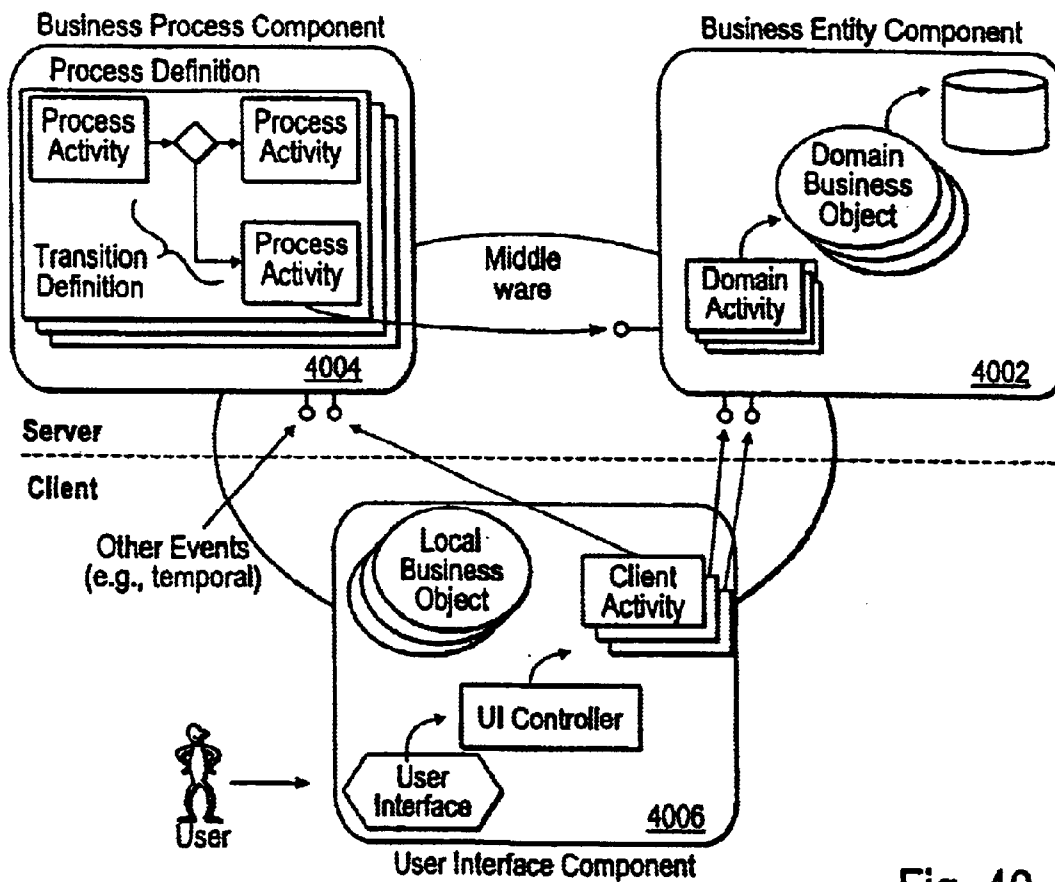 Business Process Component
Process Definition
Process
Activity
Process
Activity
Process
Activity
Transition
Definition
4004
Middle
ware
Business Entity Component
Domain
Business
Object
Domain
Activity
4002
Server
Client
Other Events
(e.g., temporal)
Local
Business
Object
Client
Activity
UI Controller
User
Interface
4006
User
User Interface Component